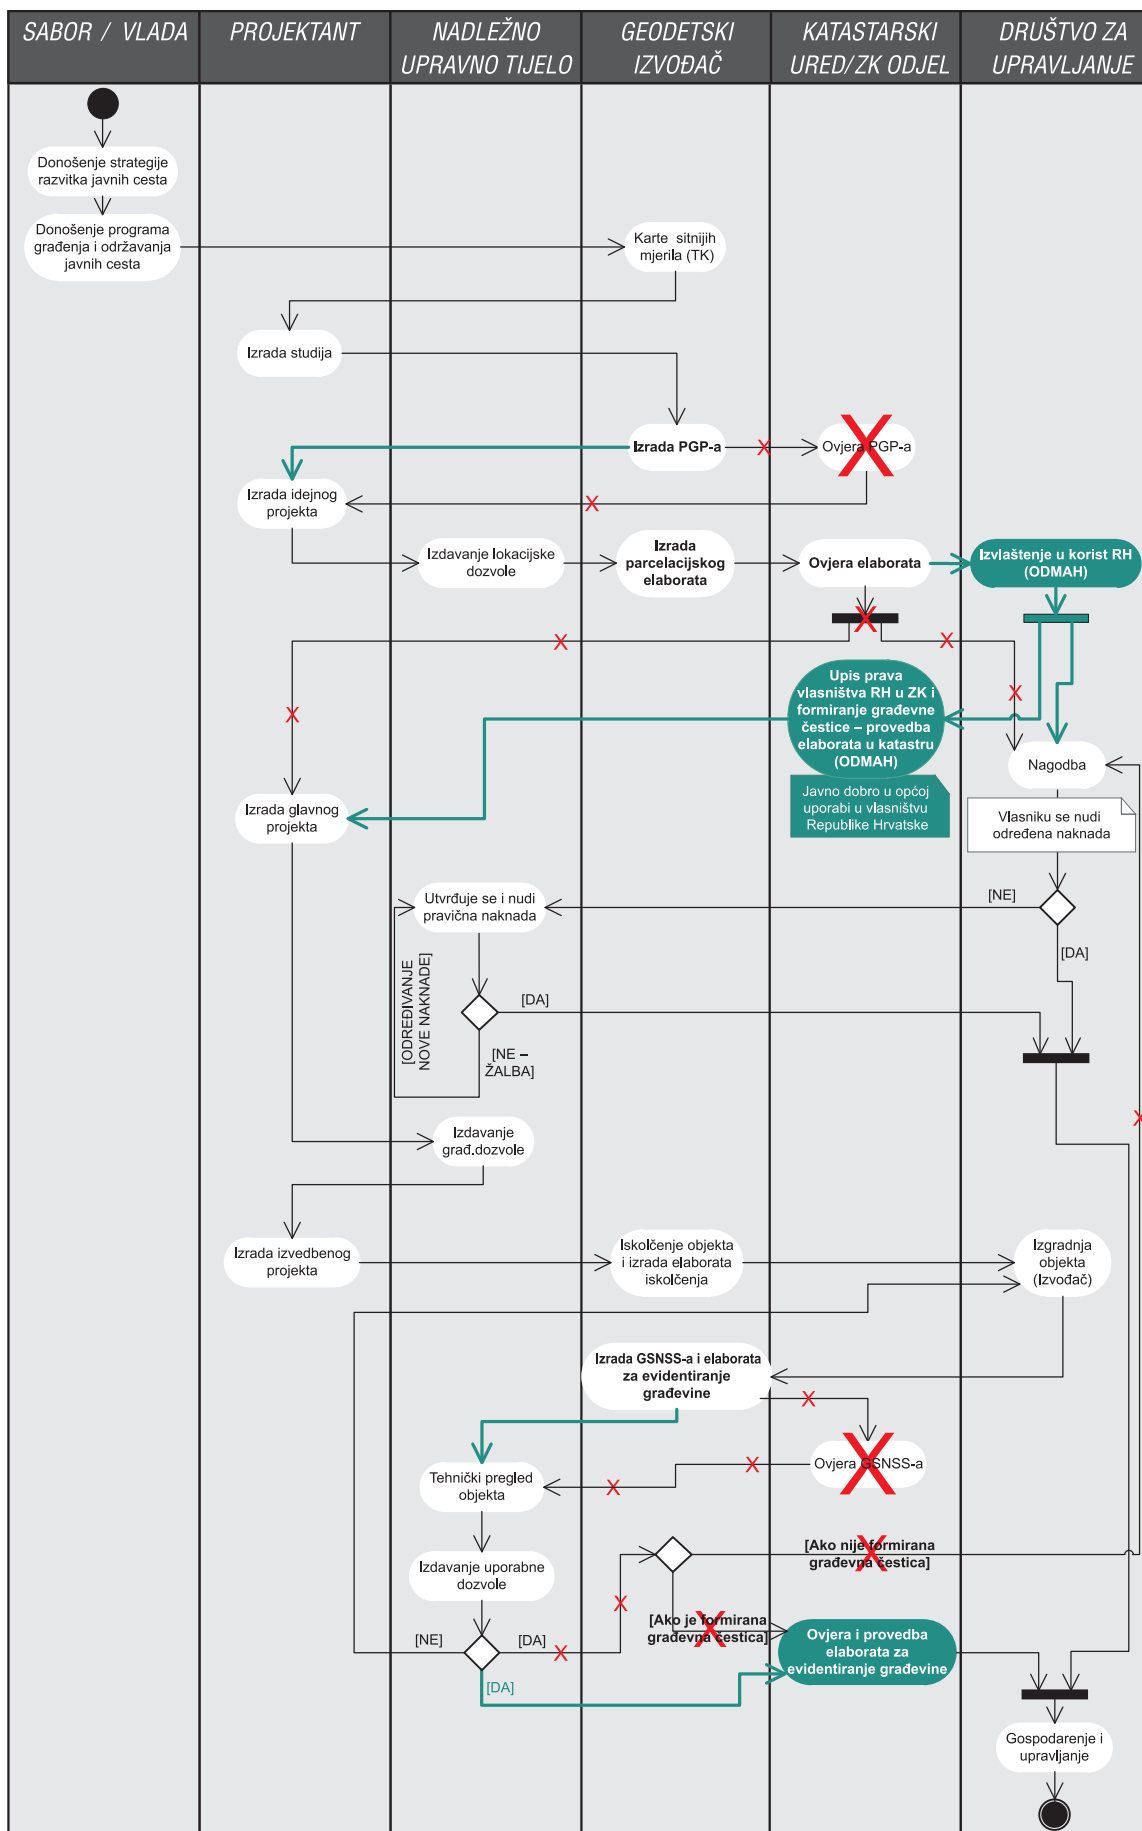 SABOR / VLADA
PROJEKTANT
NADLEŽNO
UPRAVNO TIJELO
GEODETSKI
IZVOĐAČ
KATASTARSKI
URED/ZK ODJEL
DRUŠTVO ZA
UPRAVLJANJE
Donošenje strategije
razvitka javnih cesta
Donošenje programa
građenja i održavanja
javnih cesta
Karte sitnijih
mjerila (TK)
Izrada studija
Izrada PGP-a
Ovjera PGP-a
Izrada idejnog
projekta
Izdavanje lokacijske
dozvole
Izrada
parcelacijskog
elaborata
Ovjera elaborata
Izvlaštenje u korist RH
(ODMAH)
Upis prava
vlasništva RH u ZK i
formiranje građevne
čestice – provedba
elaborata u katastru
(ODMAH)
Javno dobro u općoj
uporabi u vlasništvu
Republike Hrvatske
Nagodba
Vlasniku se nudi
određena naknada
Izrada glavnog
projekta
Utvrđuje se i nudi
pravična naknada
[NE]
[DA]
[ODREĐIVANJE
NOVE NAKNADE]
[DA]
[NE –
ŽALBA]
Izdavanje
građ.dozvole
Izrada izvedbenog
projekta
Iskolčenje objekta
i izrada elaborata
iskolčenja
Izgradnja
objekta
(Izvođač)
Izrada GSNSS-a i elaborata
za evidentiranje
građevine
Ovjera GSNSS-a
Tehnički pregled
objekta
Izdavanje uporabne
dozvole
[Ako nije formirana
građevna čestica]
[Ako je formirana
građevna čestica]
[NE]
[DA]
[DA]
Ovjera i provedba
elaborata za
evidentiranje građevine
Gospodarenje i
upravljanje